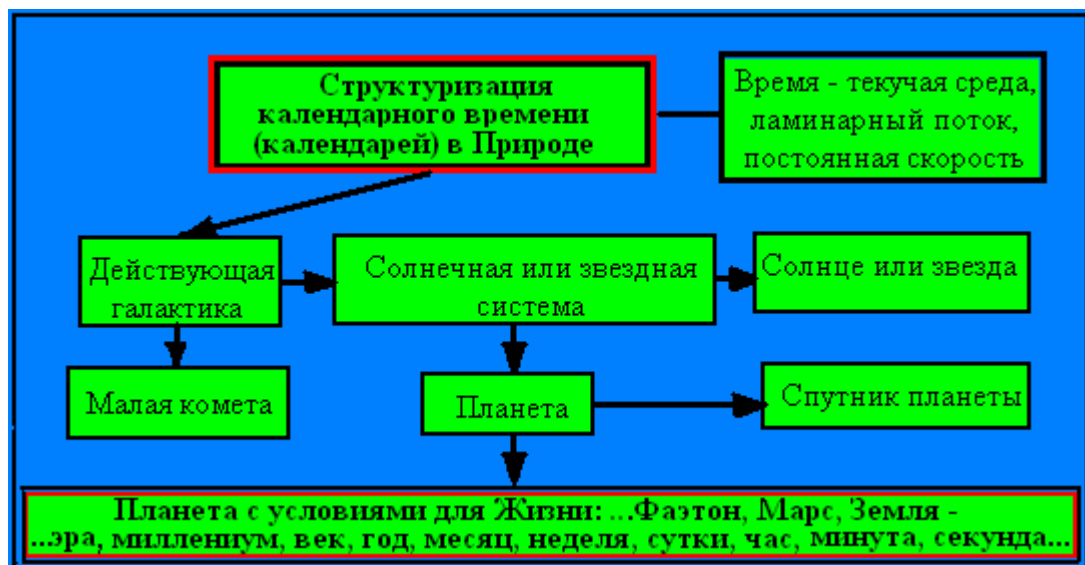 Структуризация
календарного времени
(календарей) в Природе
Время - текучая среда,
ламинарный поток,
постоянная скорость
Действующая
галактика
Солнечная или звездная
система
Солнце или звезда
Малая комета
Планета
Спутник планеты
Планета с условиями для Жизни: ...Фаэтон, Марс, Земля -
...эра, миллениум, век, год, месяц, неделя, сутки, час, минута, секунда...